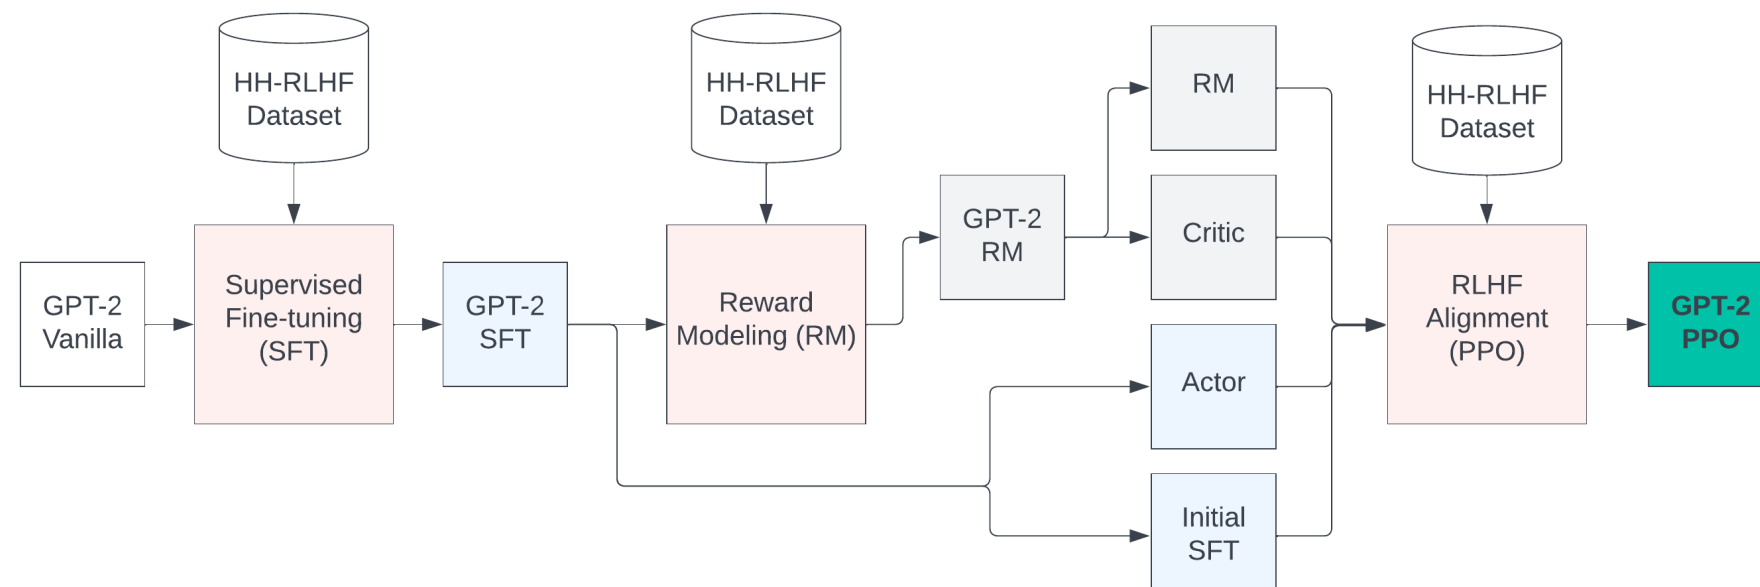 HH-RLHF
Dataset
HH-RLHF
Dataset
RM
HH-RLHF
Dataset
GPT-2
Vanilla
Supervised
Fine-tuning
(SFT)
GPT-2
SFT
Reward
Modeling (RM)
GPT-2
RM
Critic
Actor
Initial
SFT
RLHF
Alignment
(PPO)
GPT-2
PPO